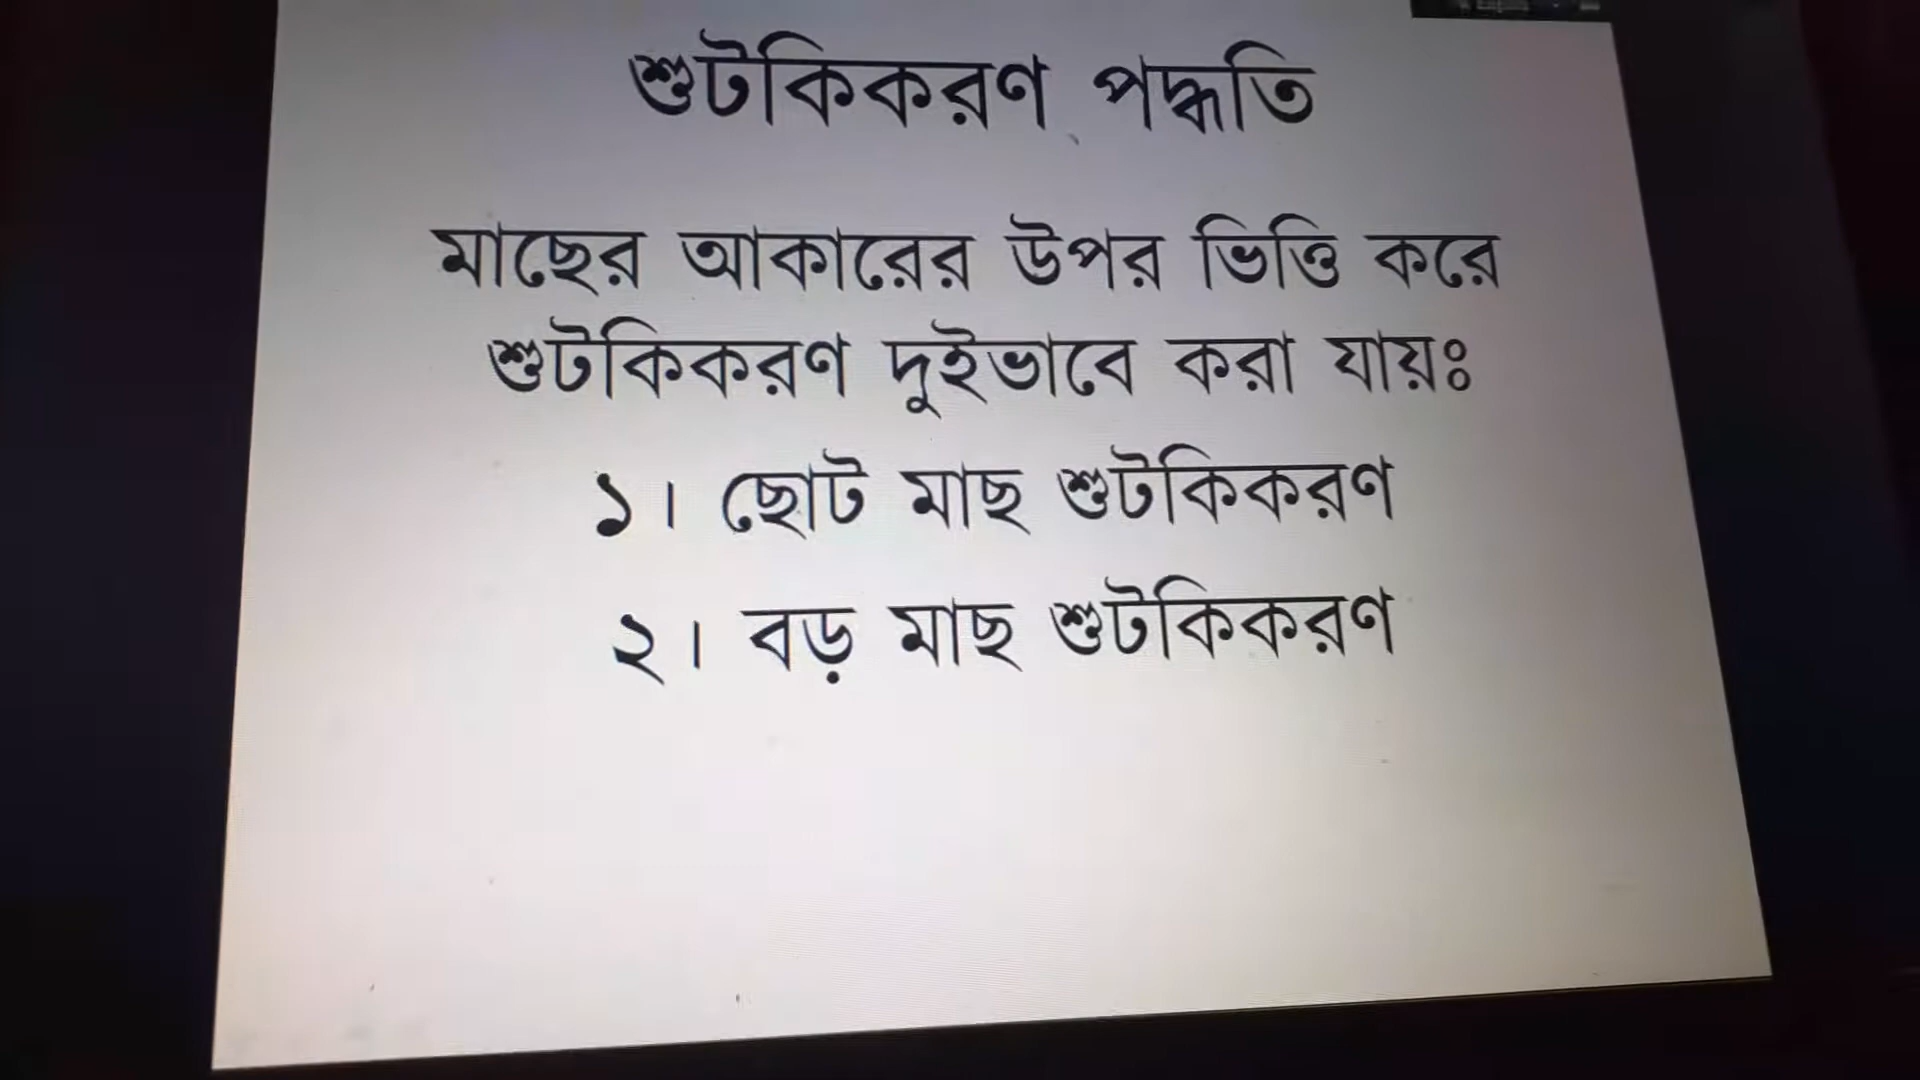 শুটকিকরণ পদ্ধতি
মাছের আকারের উপর ভিত্তি করে
শুটকিকরণ দুইভাবে করা যায়ঃ
১। ছোট মাছ শুটকিকরণ
২। বড় মাছ শুটকিকরণ